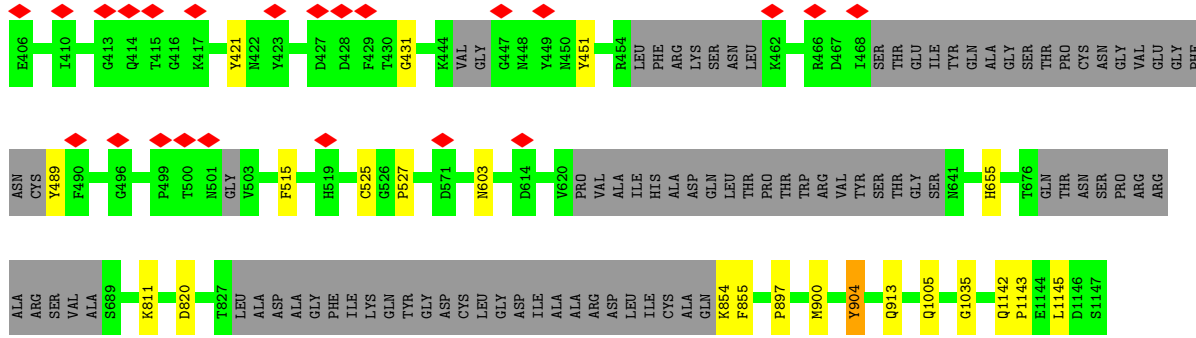 E406 I410 G413 Q414 T415 G416 K417 Y421 N422 Y423 D427 D428 F429 T430 G431 K444 VAL GLY G447 N448 Y449 N450 Y451 R454 LEU PHE ARG LYS SER ASN LEU K462 R466 D467 I468 SER THR GLU ILE TYR GLN ALA GLY SER THR PRO CYS ASN GLY VAL GLU GLY PHE
ASN CYS Y489 F490 G496 P499 T500 N501 GLY V503 F515 H519 C525 G526 P527 D571 N603 D614 V620 PRO VAL ALA ILE HIS ALA ASP GLN LEU THR PRO THR TRP ARG VAL TYR SER THR GLY SER N641 H655 T676 GLN THR ASN SER PRO ARG ARG
ALA ARG SER VAL ALA S689 K811 D820 T827 LEU ALA ASP ALA GLY PHE ILE LYS GLN TYR GLY ASP CYS LEU GLY ASP ILE ALA ALA ARG ASP LEU ILE CYS ALA GLN K854 F855 P897 M900 Y904 Q913 Q1005 G1035 Q1142 P1143 E1144 L1145 D1146 S1147